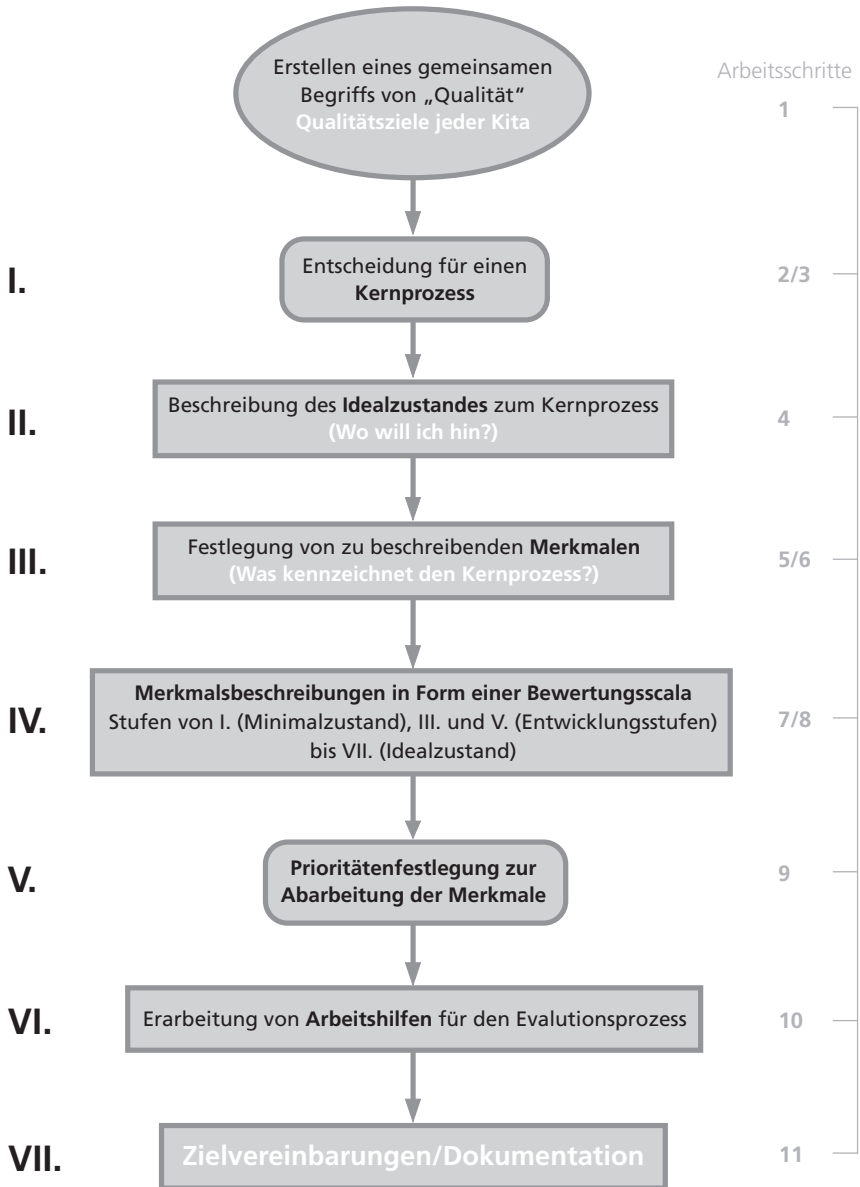 Erstellen eines gemeinsamen
Begriffs von „Qualität“
Qualitätsziele jeder Kita
Arbeitsschritte
1
I.
Entscheidung für einen
Kernprozess
2/3
II.
Beschreibung des Idealzustandes zum Kernprozess
(Wo will ich hin?)
4
III.
Festlegung von zu beschreibenden Merkmalen
(Was kennzeichnet den Kernprozess?)
5/6
IV.
Merkmalsbeschreibungen in Form einer Bewertungsscala
Stufen von I. (Minimalzustand), III. und V. (Entwicklungsstufen)
bis VII. (Idealzustand)
7/8
V.
Prioritätenfestlegung zur
Abarbeitung der Merkmale
9
VI.
Erarbeitung von Arbeitshilfen für den Evalutionsprozess
10
VII.
Zielvereinbarungen/Dokumentation
11